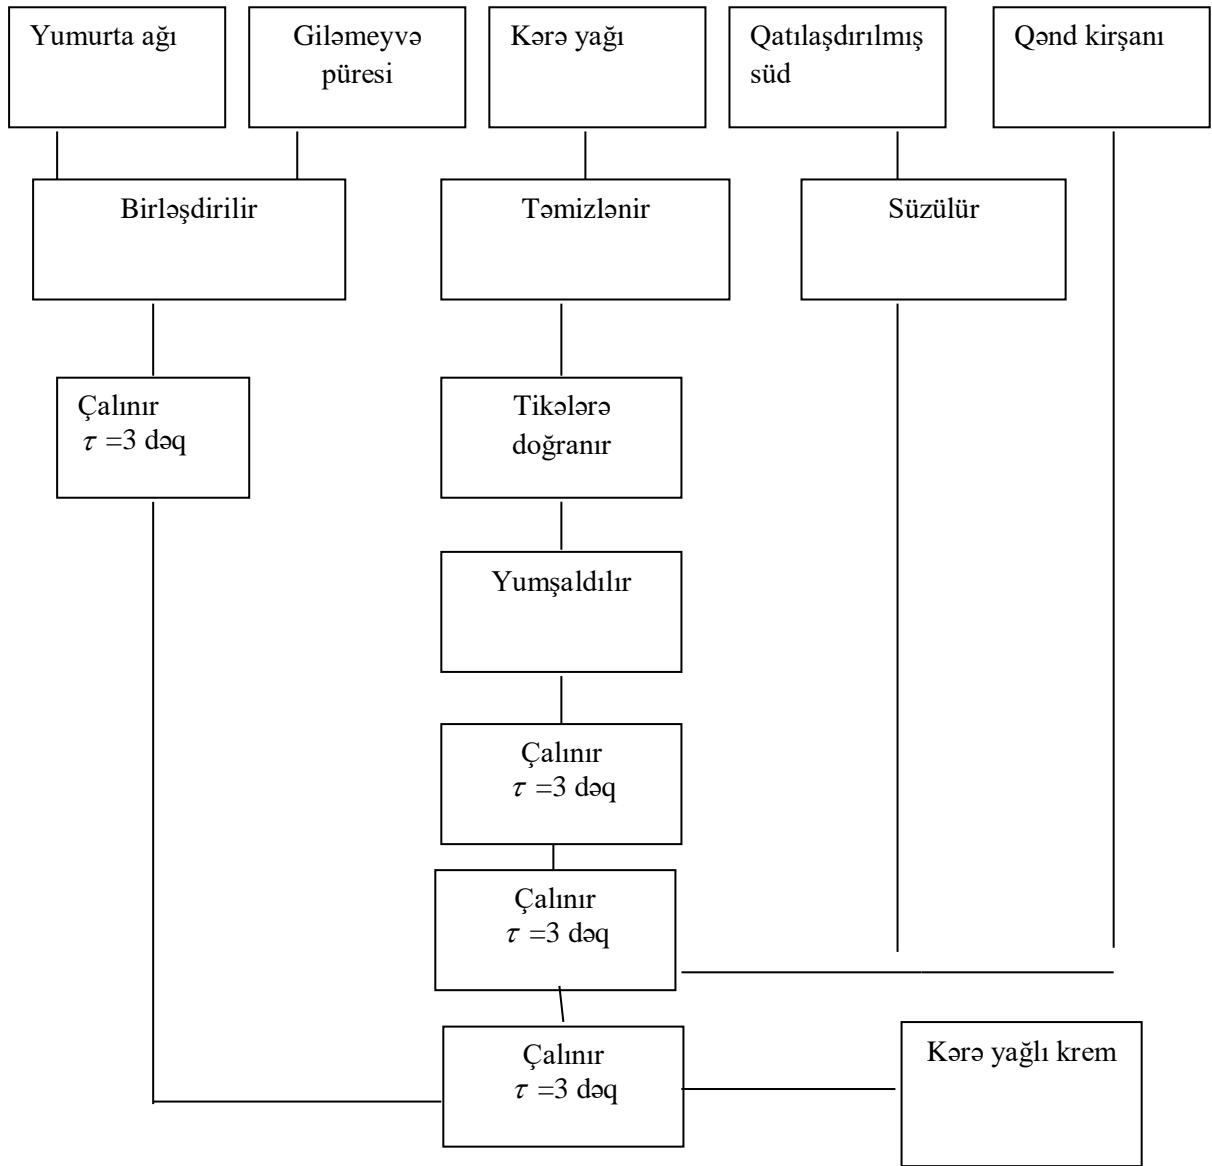 Yumurta ağı
Giləmeyvə
püresi
Kərə yağı
Qatılaşdırılmış
süd
Qənd kirşanı
Birləşdirilir
Təmizlənir
Süzülür
Çalınır
τ =3 dəq
Tikələrə
doğranır
Yumşaldılır
Çalınır
τ =3 dəq
Çalınır
τ =3 dəq
Çalınır
τ =3 dəq
Kərə yağlı krem